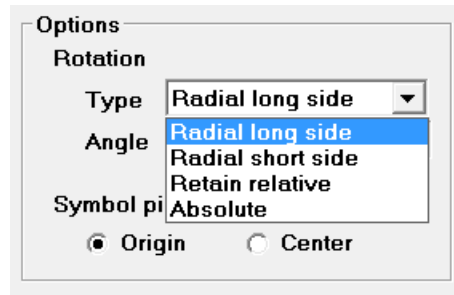 Options
Rotation
Type Radial long side
Radial long side
Angle
Radial short side
Retain relative
Symbol pi
Absolute
Origin Center